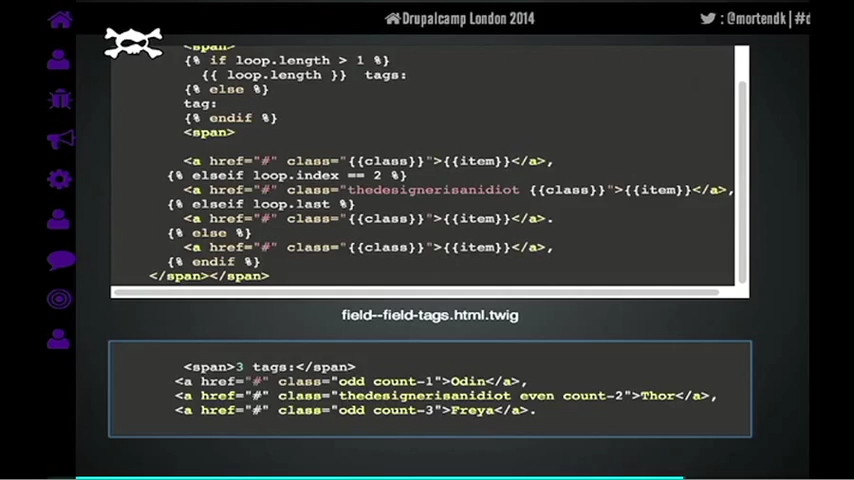 Drupalcamp London 2014
: @mortendk | #d
<span>
{% if loop.length > 1 %}
{{ loop.length }} tags:
{% else %}
tag:
{% endif %}
<span>
<a href="#" class="{{class}}">{{item}}</a>,
{% elseif loop.index == 2 %}
<a href="#" class="thedesignerisanidiot {{class}}">{{item}}</a>,
{% elseif loop.last %}
<a href="#" class="{{class}}">{{item}}</a>.
{% else %}
<a href="#" class="{{class}}">{{item}}</a>,
{% endif %}
</span></span>
field--field-tags.html.twig
<span>3 tags:</span>
<a href="#" class="odd count-1">Odin</a>,
<a href="#" class="thedesignerisanidiot even count-2">Thor</a>,
<a href="#" class="odd count-3">Freya</a>.